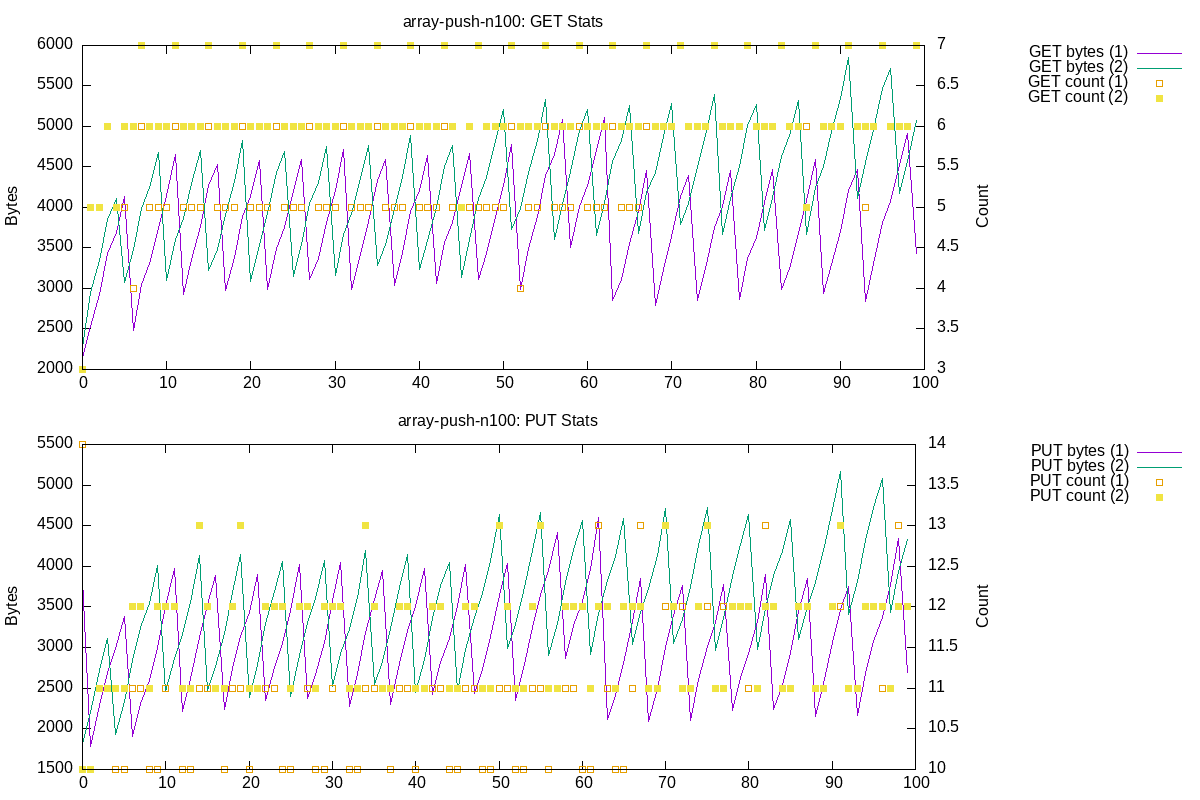 array-push-n100: GET Stats
6000 7 GET bytes (1)
GET bytes (2)
5500 6.5 GET count (1)
GET count (2)
5000 6
4500 5.5
4000 5
Bytes Count
3500 4.5
3000 4
2500 3.5
2000 3
0 10 20 30 40 50 60 70 80 90 100
array-push-n100: PUT Stats
5500 14 PUT bytes (1)
PUT bytes (2)
5000 13.5 PUT count (1)
PUT count (2)
4500 13
4000 12.5
3500 12
Bytes Count
3000 11.5
2500 11
2000 10.5
1500 10
0 10 20 30 40 50 60 70 80 90 100